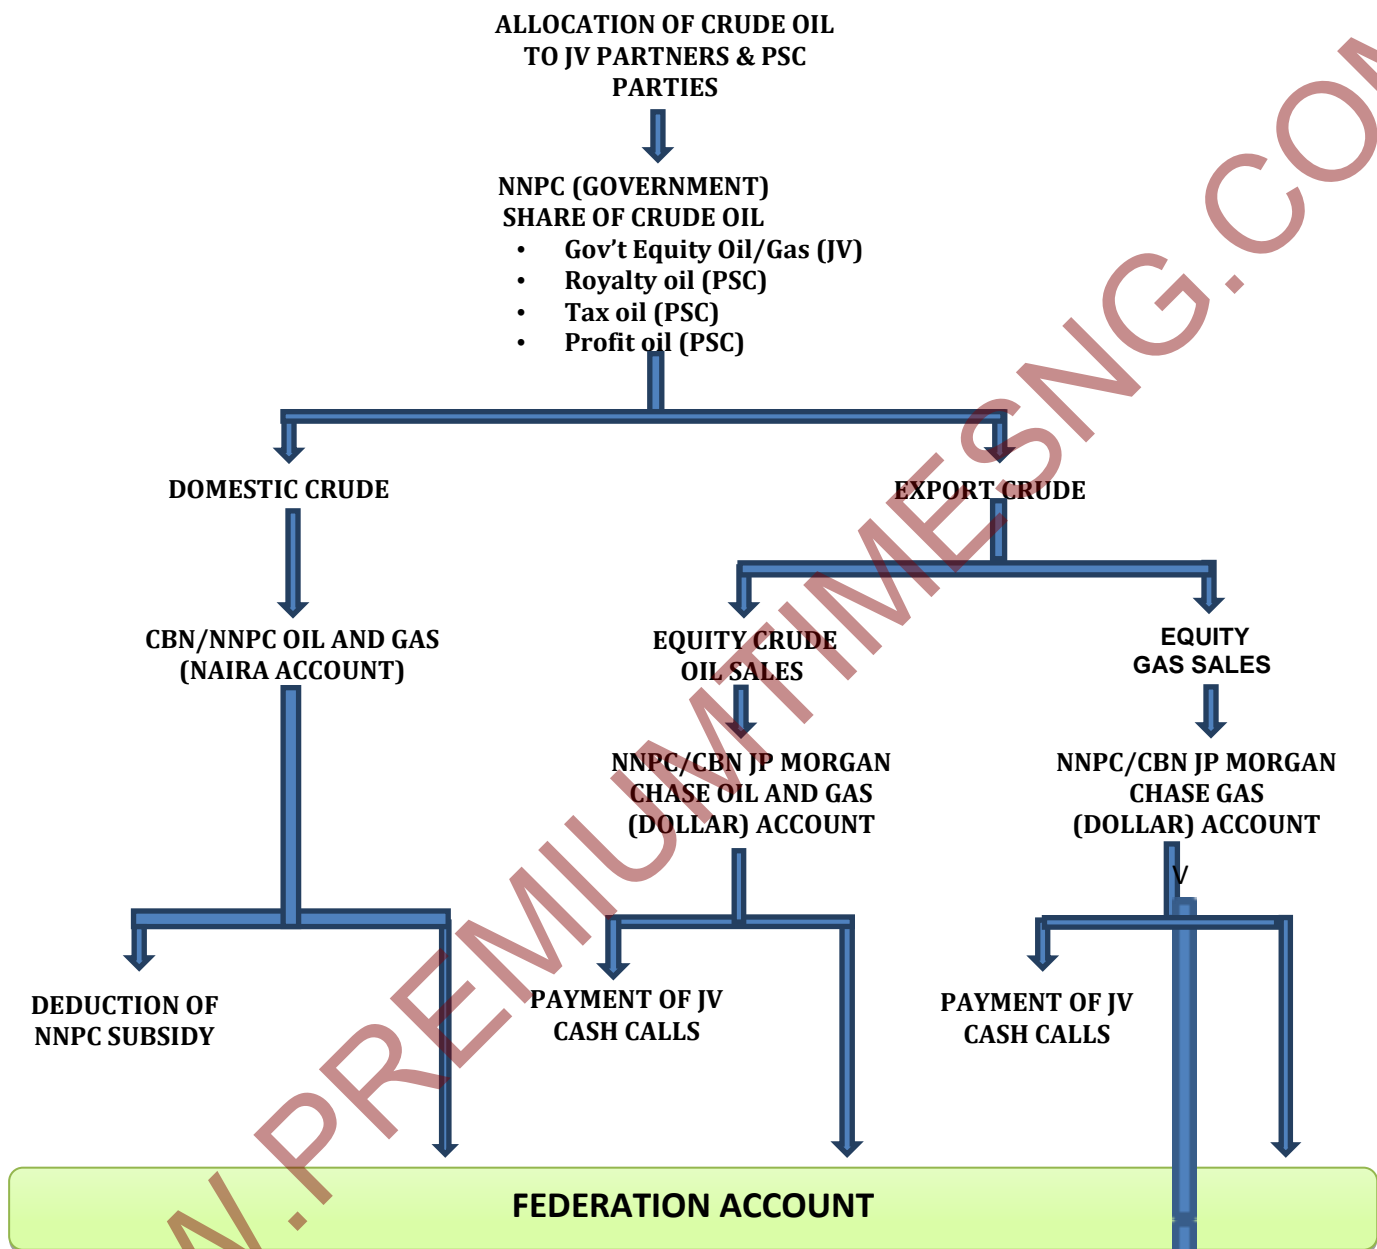 ALLOCATION OF CRUDE OIL
TO JV PARTNERS & PSC
PARTIES
NNPC (GOVERNMENT)
SHARE OF CRUDE OIL
• Gov't Equity Oil/Gas (JV)
• Royalty oil (PSC)
• Tax oil (PSC)
• Profit oil (PSC)
DOMESTIC CRUDE
EXPORT CRUDE
CBN/NNPC OIL AND GAS
(NAIRA ACCOUNT)
EQUITY CRUDE
OIL SALES
EQUITY
GAS SALES
NNPC/CBN JP MORGAN
CHASE OIL AND GAS
(DOLLAR) ACCOUNT
NNPC/CBN JP MORGAN
CHASE GAS
(DOLLAR) ACCOUNT
V
DEDUCTION OF
NNPC SUBSIDY
PAYMENT OF JV
CASH CALLS
PAYMENT OF JV
CASH CALLS
FEDERATION ACCOUNT
W.PREMIUMTIMESNG.COM